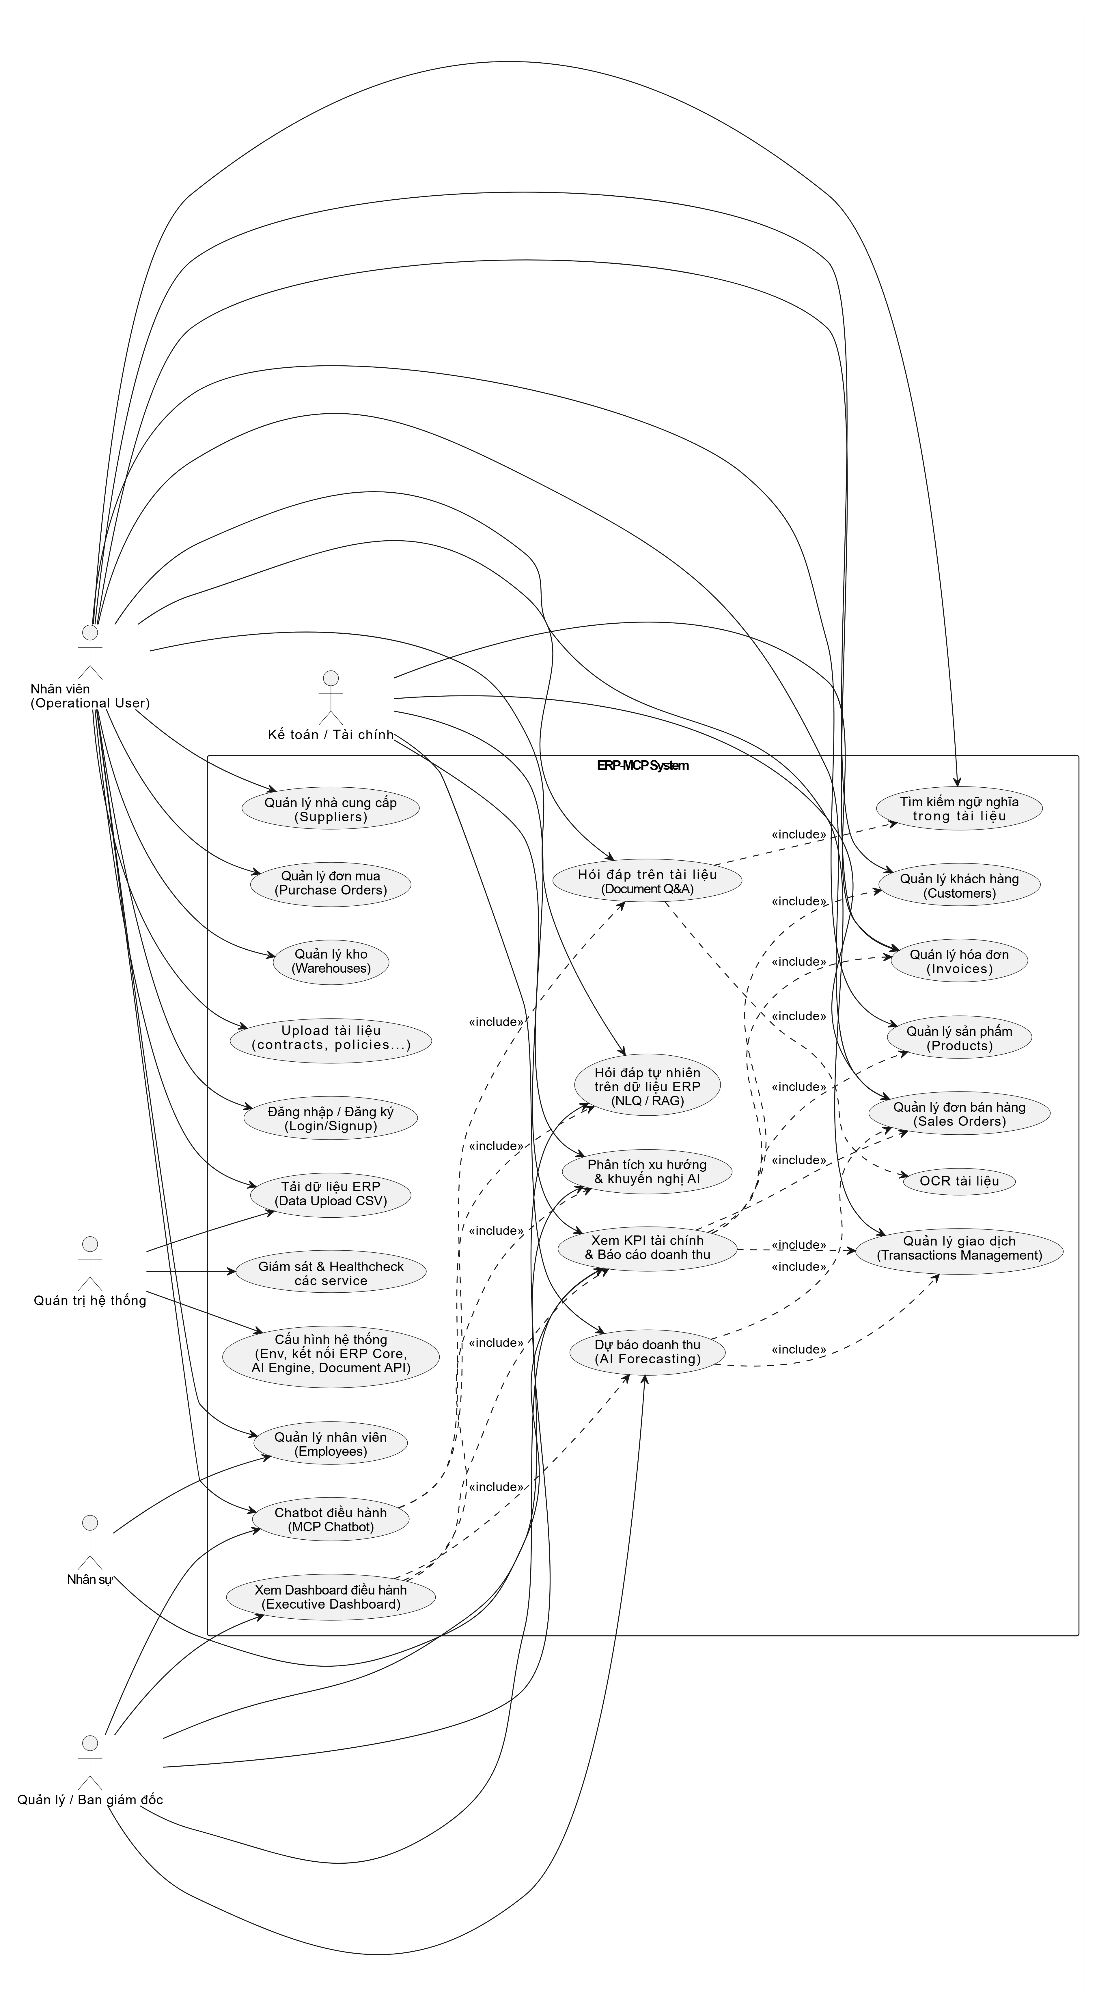 Nhân viên
(Operational User)
Kế toán / Tài chính
ERP-MCP System
Quản lý nhà cung cấp
(Suppliers)
Quản lý đơn mua
(Purchase Orders)
Quản lý kho
(Warehouses)
Upload tài liệu
(contracts, policies...)
Đăng nhập / Đăng ký
(Login/Signup)
Tải dữ liệu ERP
(Data Upload CSV)
Giám sát & Healthcheck
các service
Cấu hình hệ thống
(Env, kết nối ERP Core,
AI Engine, Document API)
Quản lý nhân viên
(Employees)
Chatbot điều hành
(MCP Chatbot)
Xem Dashboard điều hành
(Executive Dashboard)
Quản trị hệ thống
Nhân sự
Quản lý / Ban giám đốc
«include»
«include»
«include»
«include»
«include»
Hỏi đáp trên tài liệu
(Document Q&A)
Hỏi đáp tự nhiên
trên dữ liệu ERP
(NLQ / RAG)
Phân tích xu hướng
& khuyến nghị AI
Xem KPI tài chính
& Báo cáo doanh thu
Dự báo doanh thu
(AI Forecasting)
«include»
«include»
«include»
«include»
«include»
«include»
«include»
«include»
«include»
Tìm kiếm ngữ nghĩa
trong tài liệu
Quản lý khách hàng
(Customers)
Quản lý hóa đơn
(Invoices)
Quản lý sản phẩm
(Products)
Quản lý đơn bán hàng
(Sales Orders)
OCR tài liệu
Quản lý giao dịch
(Transactions Management)